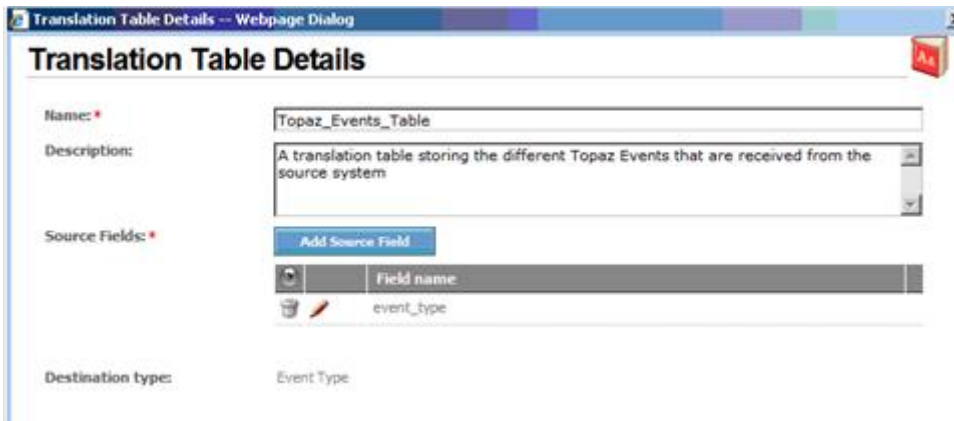 Translation Table Details -- Webpage Dialog
Translation Table Details
Aa
Name:*
Topaz_Events_Table
Description:
A translation table storing the different Topaz Events that are received from the
source system
Source Fields:*
Add Source Field
Field name
event_type
Destination type:
Event Type